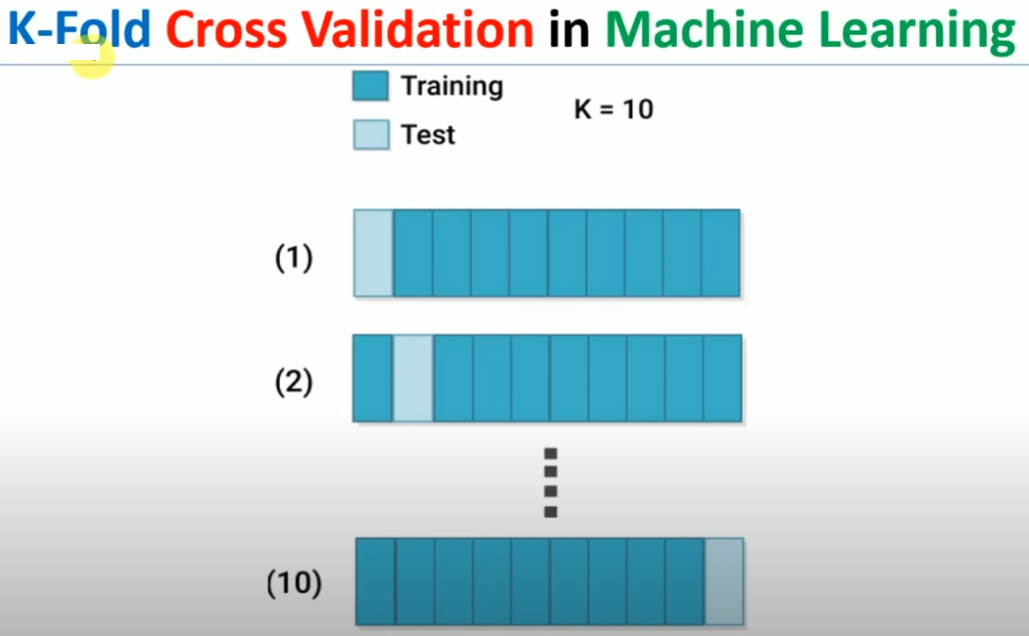 K-Fold Cross Validation in Machine Learning
Training
K = 10
Test
(1)
(2)
(10)